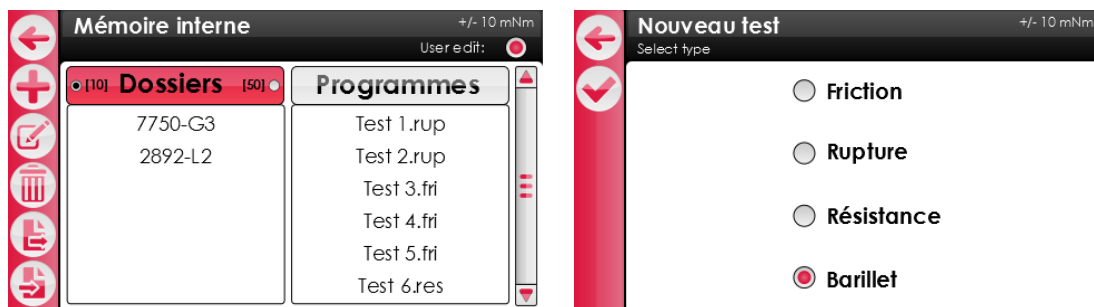 Mémoire interne
+/- 10 mNm
User edit:
[10] Dossiers [50]
Programmes
7750-G3
2892-L2
Test 1.rup
Test 2.rup
Test 3.fri
Test 4.fri
Test 5.fri
Test 6.res
Nouveau test
+/- 10 mNm
Select type
Friction
Rupture
Résistance
Barillet